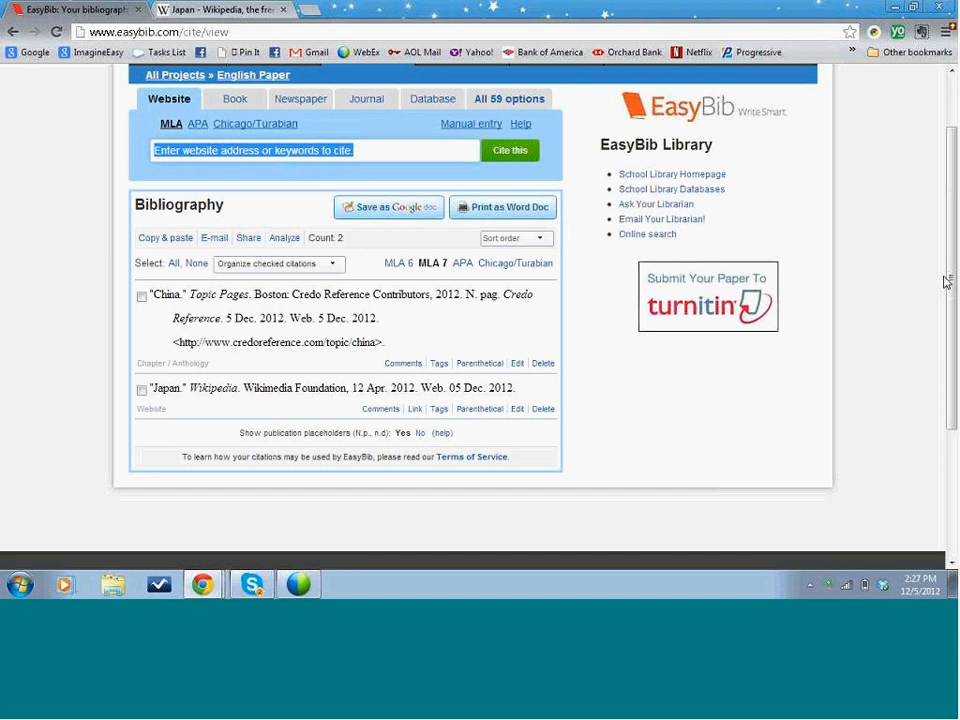 EasyBib: Your bibliograph
Japan - Wikipedia, the fre
www.easybib.com/cite/view
Google
ImagineEasy
Tasks List
Pin It
Gmail
WebEx
AOL Mail
Yahoo!
Bank of America
Orchard Bank
Netflix
Progressive
»
Other bookmarks
All Projects » English Paper
Website Book Newspaper Journal Database All 59 options
MLA APA Chicago/Turabian Manual entry Help
Enter website address or keywords to cite.
Cite this
Bibliography
Save as Google doc
Print as Word Doc
Copy & paste E-mail Share Analyze Count: 2
Sort order
Select: All, None Organize checked citations MLA 6 MLA 7 APA Chicago/Turabian
"China." Topic Pages. Boston: Credo Reference Contributors, 2012. N. pag. Credo
Reference. 5 Dec. 2012. Web. 5 Dec. 2012.
<http://www.credoreference.com/topic/china>.
Chapter / Anthology
Comments Tags Parenthetical Edit Delete
"Japan." Wikipedia. Wikimedia Foundation, 12 Apr. 2012. Web. 05 Dec. 2012.
Website
Comments Link Tags Parenthetical Edit Delete
Show publication placeholders (N.p., n.d): Yes No (help)
To learn how your citations may be used by EasyBib, please read our Terms of Service.
EasyBib Write Smart.
EasyBib Library
School Library Homepage
School Library Databases
Ask Your Librarian
Email Your Librarian!
Online search
Submit Your Paper To
turnitin
2:27 PM
12/5/2012